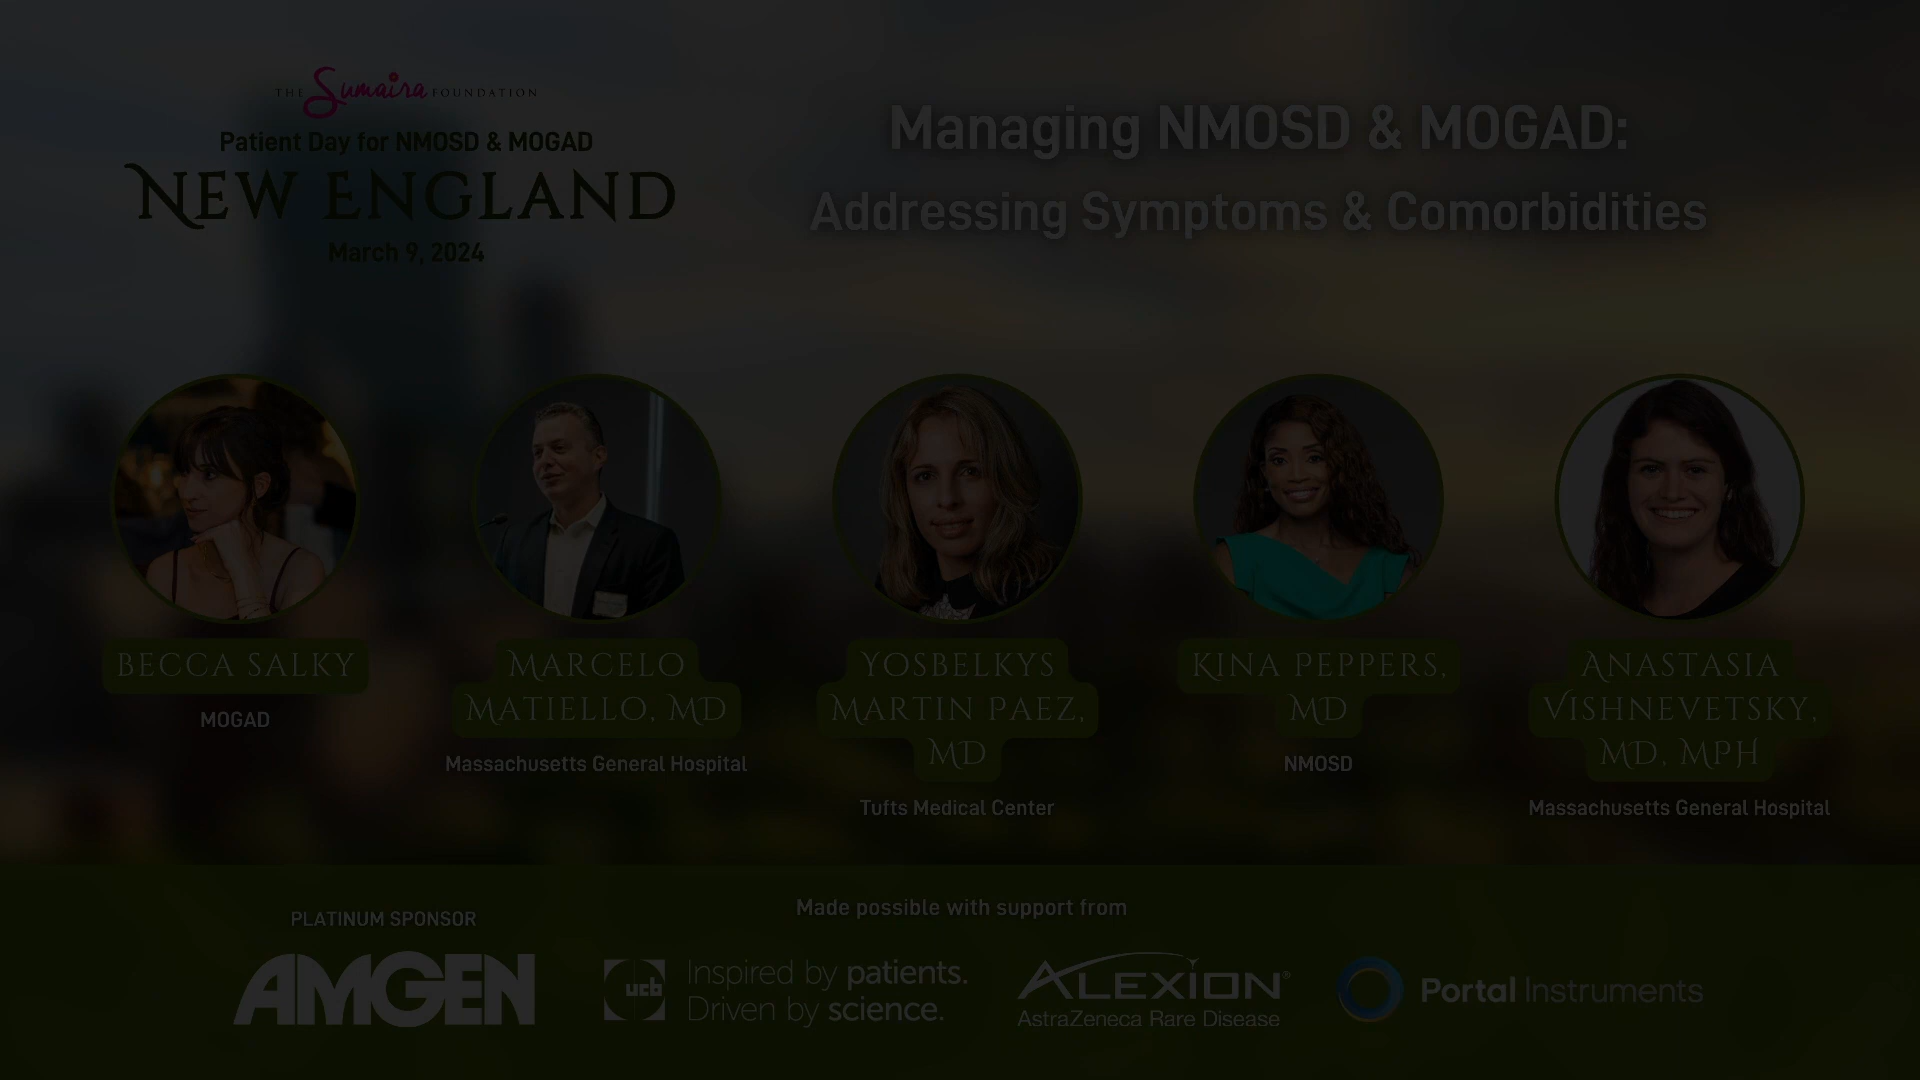 THE Sumaira FOUNDATION
Patient Day for NMOSD & MOGAD
NEW ENGLAND
March 9, 2024
Managing NMOSD & MOGAD:
Addressing Symptoms & Comorbidities
BECCA SALKY
MOGAD
MARCELO
MATIELLO, MD
Massachusetts General Hospital
YOSBELKYS
MARTIN PAEZ,
MD
Tufts Medical Center
KINA PEPPERS,
MD
NMOSD
ANASTASIA
VISHNEVETSKY,
MD, MPH
Massachusetts General Hospital
PLATINUM SPONSOR
AMGEN
Made possible with support from
ucb
Inspired by patients.
Driven by science.
ALEXION®
AstraZeneca Rare Disease
Portal Instruments